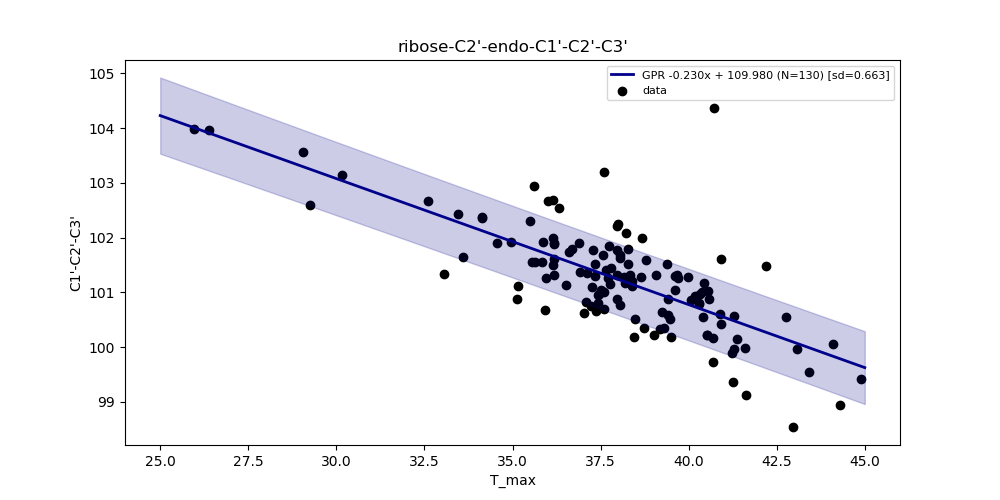 ribose-C2'-endo-C1'-C2'-C3'
GPR -0.230x + 109.980 (N=130) [sd=0.663]
data
C1'-C2'-C3'
105
104
103
102
101
100
99
25.0 27.5 30.0 32.5 35.0 37.5 40.0 42.5 45.0
T_max